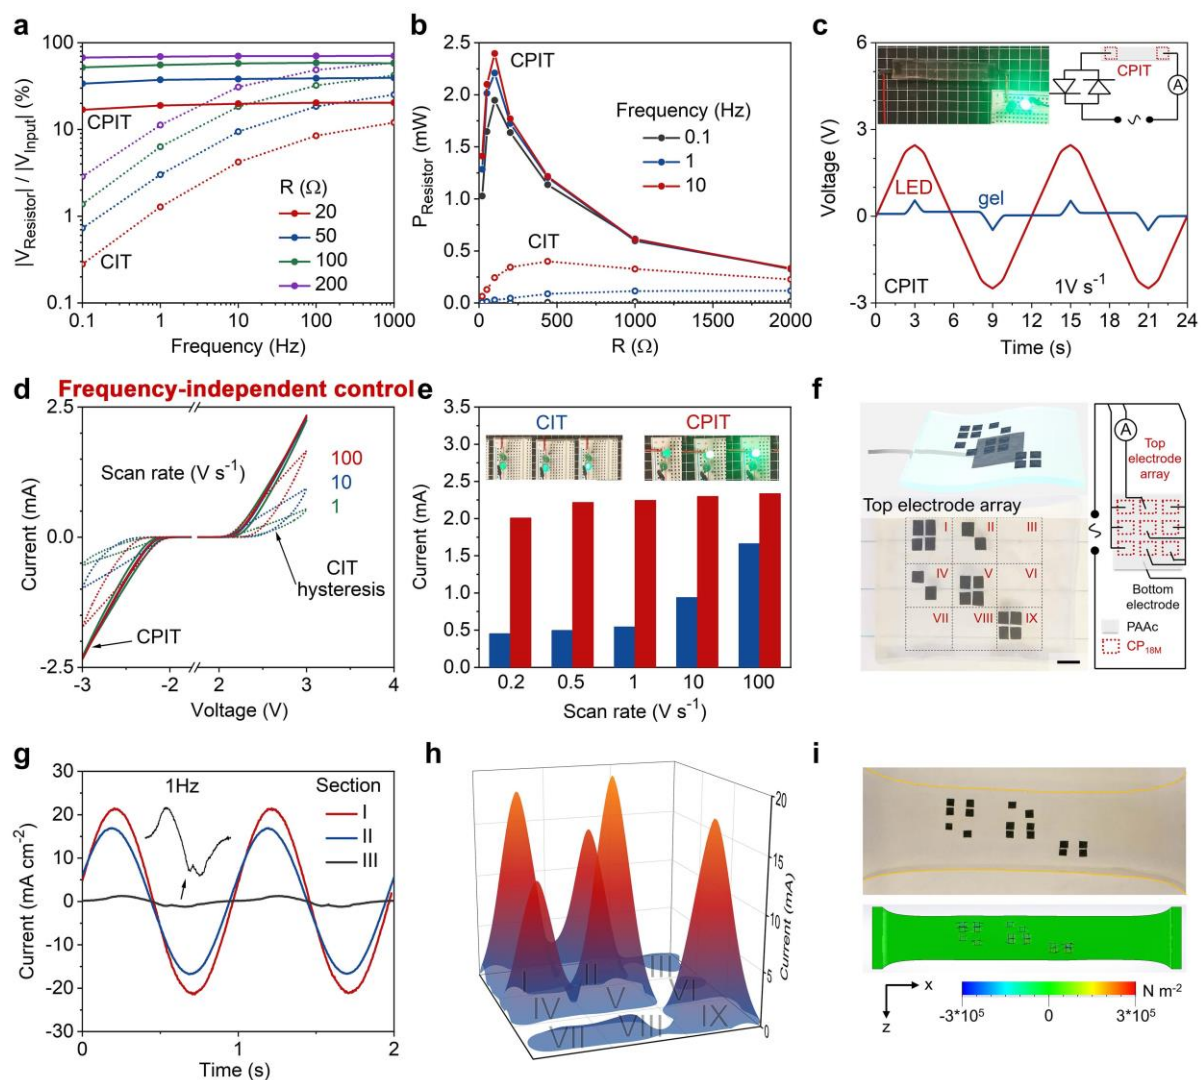 a
100
10
1
0.1
|V_Resistor| / |V_Input| (%)
CPIT
CIT
R (Ω)
20
50
100
200
0.1 1 10 100 1000
Frequency (Hz)
b
2.5
2.0
1.5
1.0
0.5
0.0
P_Resistor (mW)
CPIT
Frequency (Hz)
0.1
1
10
CIT
0 500 1000 1500 2000
R (Ω)
c
6
3
0
-3
Voltage (V)
CPIT
A
LED
gel
CPIT
1V s⁻¹
0 3 6 9 12 15 18 21 24
Time (s)
d
Frequency-independent control
2.5
0.0
-2.5
Current (mA)
Scan rate (V s⁻¹)
100
10
1
CIT
hysteresis
CPIT
-3 -2 2 3 4
Voltage (V)
e
3.5
3.0
2.5
2.0
1.5
1.0
0.5
0.0
Current (mA)
CIT
CPIT
0.2 0.5 1 10 100
Scan rate (V s⁻¹)
f
Top electrode array
I II III
IV V VI
VII VIII IX
A
Top
electrode
array
Bottom
electrode
PAAc
CP₁₈M
g
30
20
10
0
-10
-20
-30
Current (mA cm⁻²)
1Hz
Section
I
II
III
0 1 2
Time (s)
h
20
15
10
5
0
Current (mA)
I II III
IV V VI
VII VIII IX
i
x
z
N m⁻²
-3*10⁵ 0 3*10⁵